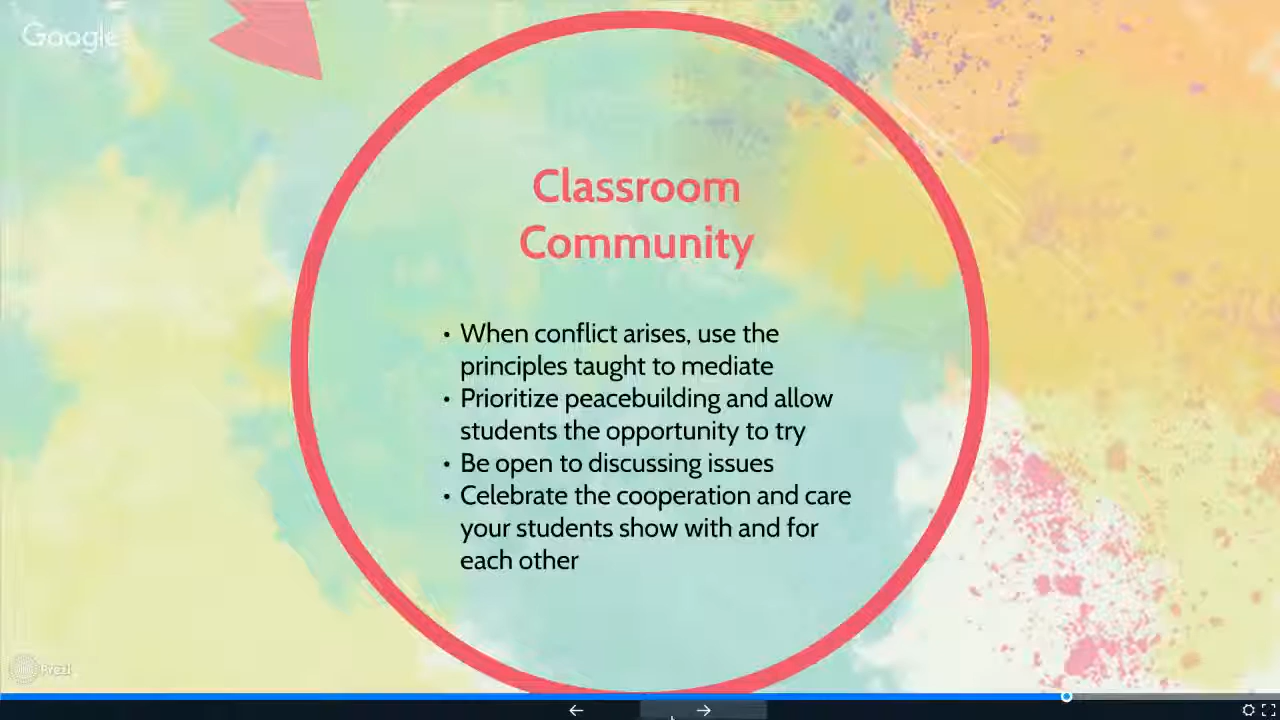 Google
Classroom
Community
• When conflict arises, use the
principles taught to mediate
• Prioritize peacebuilding and allow
students the opportunity to try
• Be open to discussing issues
• Celebrate the cooperation and care
your students show with and for
each other
Prezi